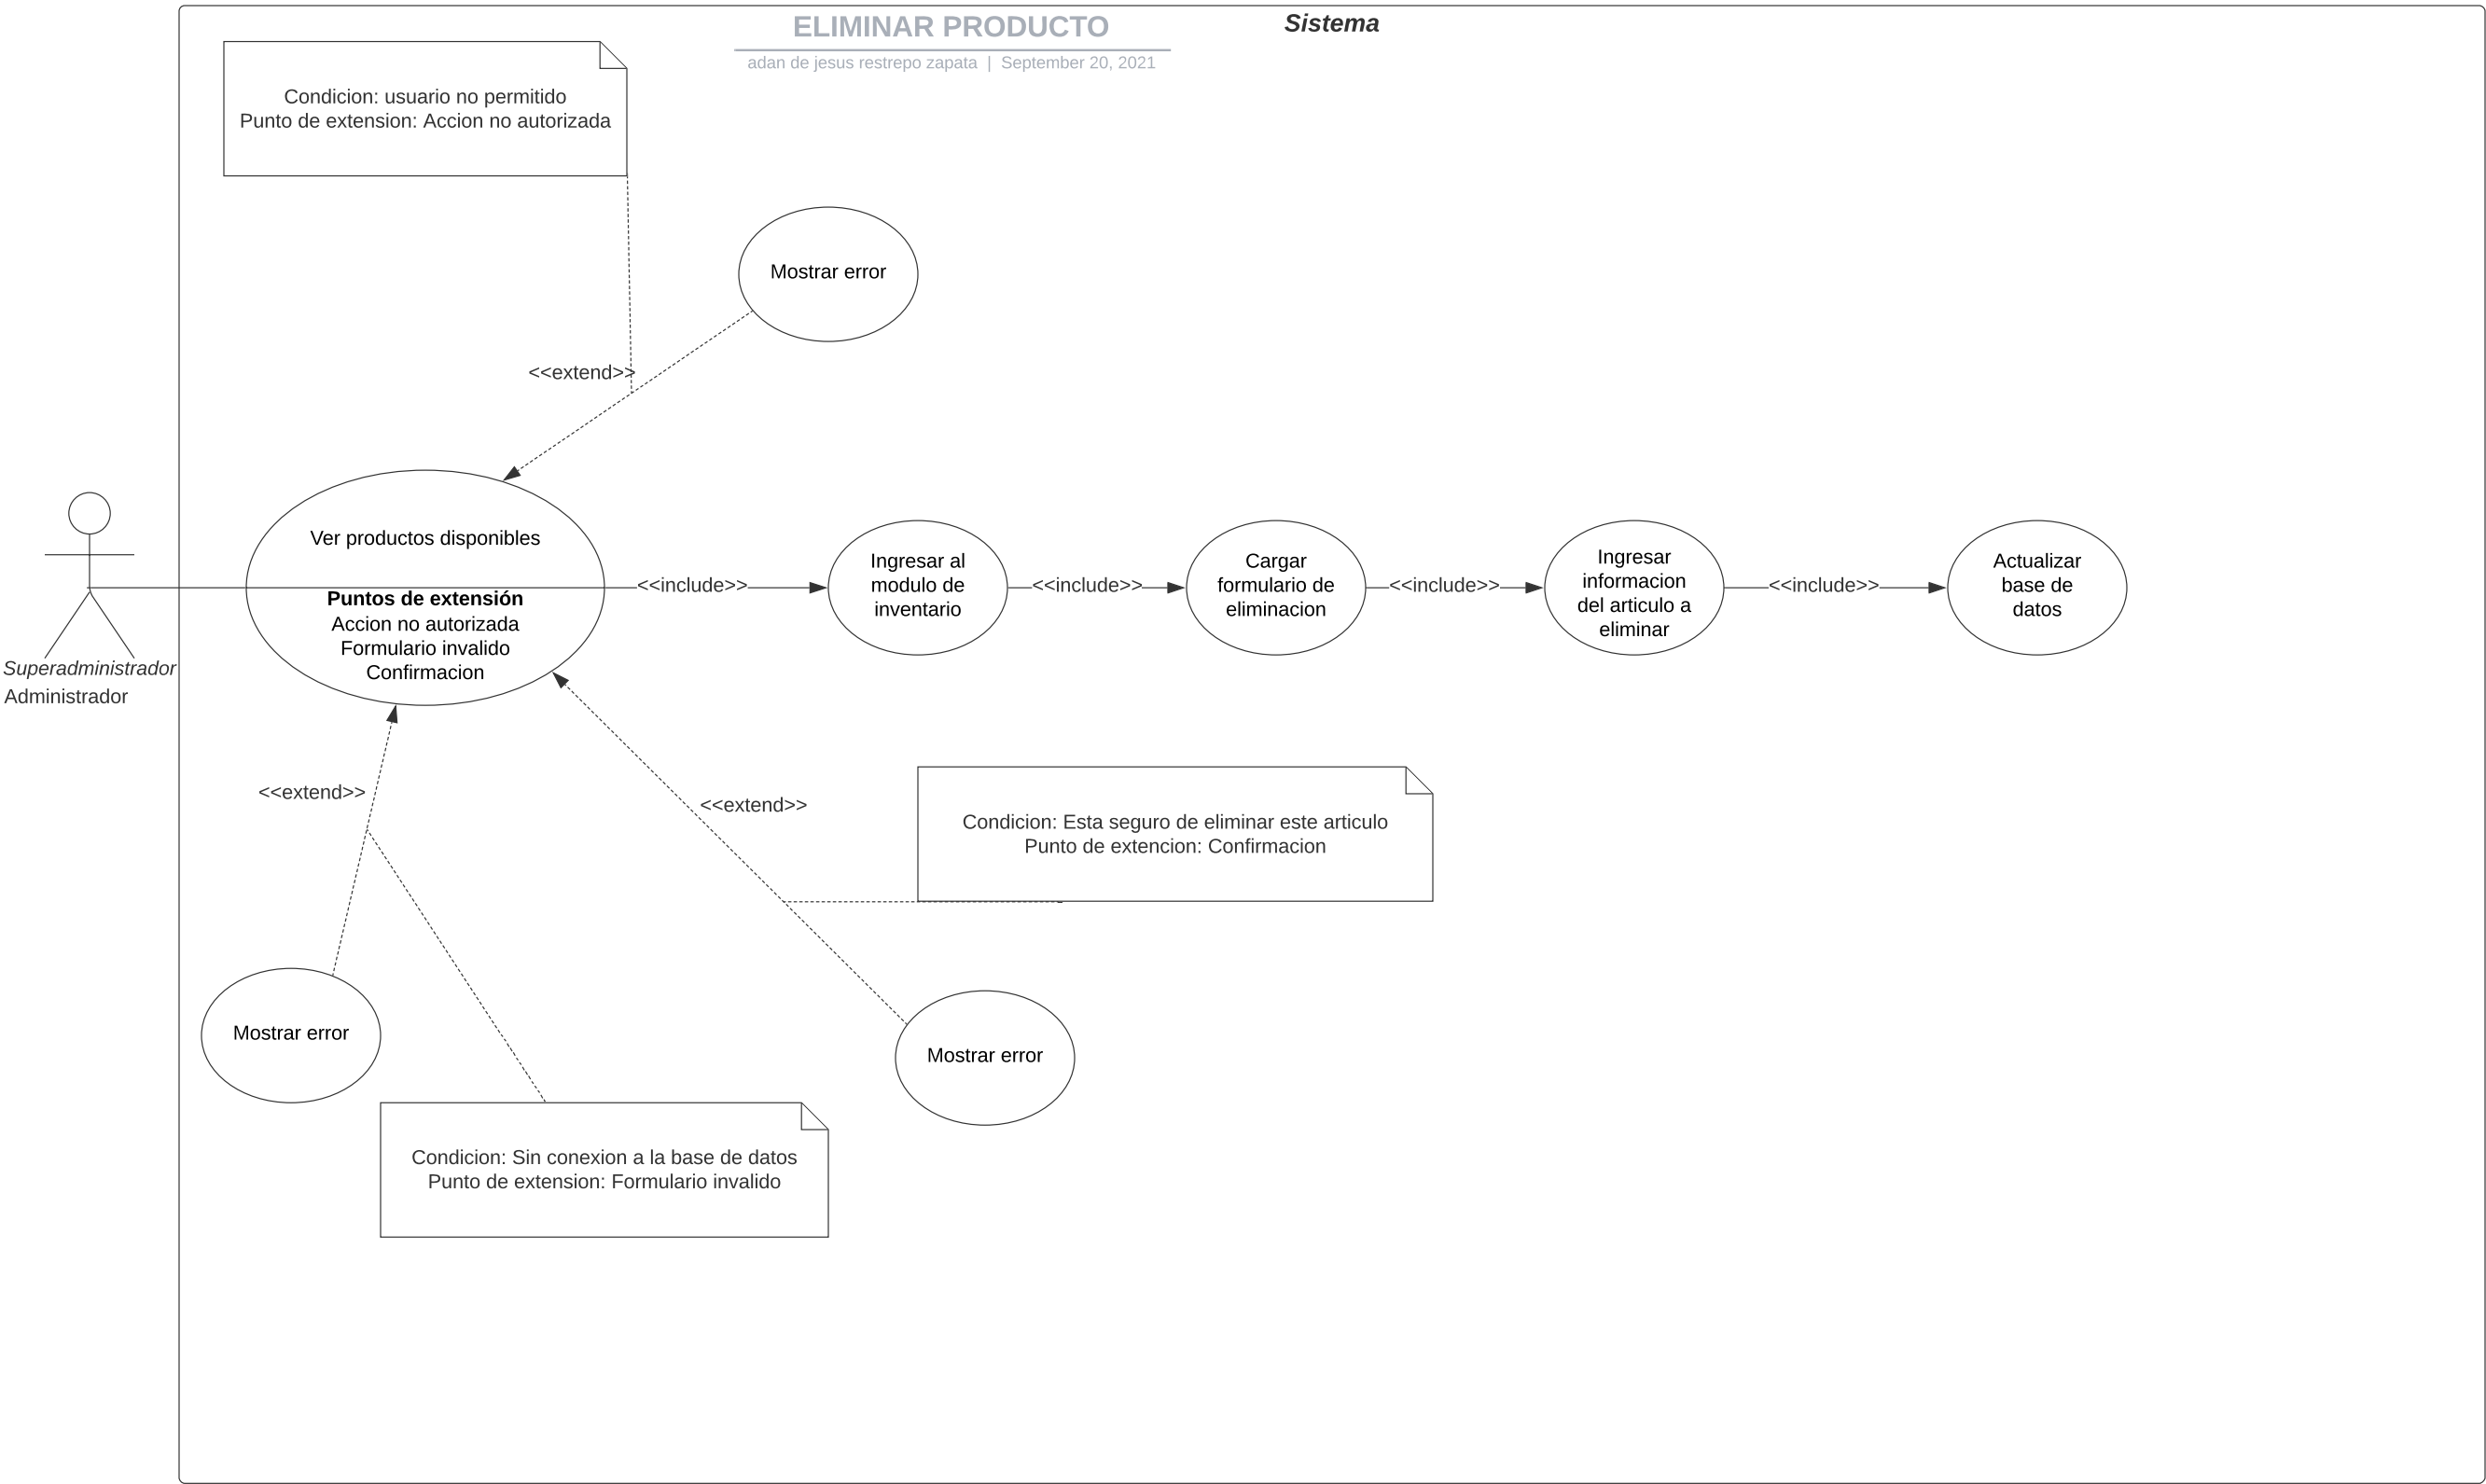 ELIMINAR PRODUCTO
Sistema
adan de jesus restrepo zapata | September 20, 2021
Condicion: usuario no permitido
Punto de extension: Accion no autorizada
Mostrar error
<<extend>>
Ver productos disponibles
Puntos de extensión
Accion no autorizada
Formulario invalido
Confirmacion
Superadministrador
Administrador
<<include>>
Ingresar al
modulo de
inventario
<<include>>
Cargar
formulario de
eliminacion
<<include>>
Ingresar
informacion
del articulo a
eliminar
<<include>>
Actualizar
base de
datos
<<extend>>
<<extend>>
Condicion: Esta seguro de eliminar este articulo
Punto de extencion: Confirmacion
Mostrar error
Mostrar error
Condicion: Sin conexion a la base de datos
Punto de extension: Formulario invalido